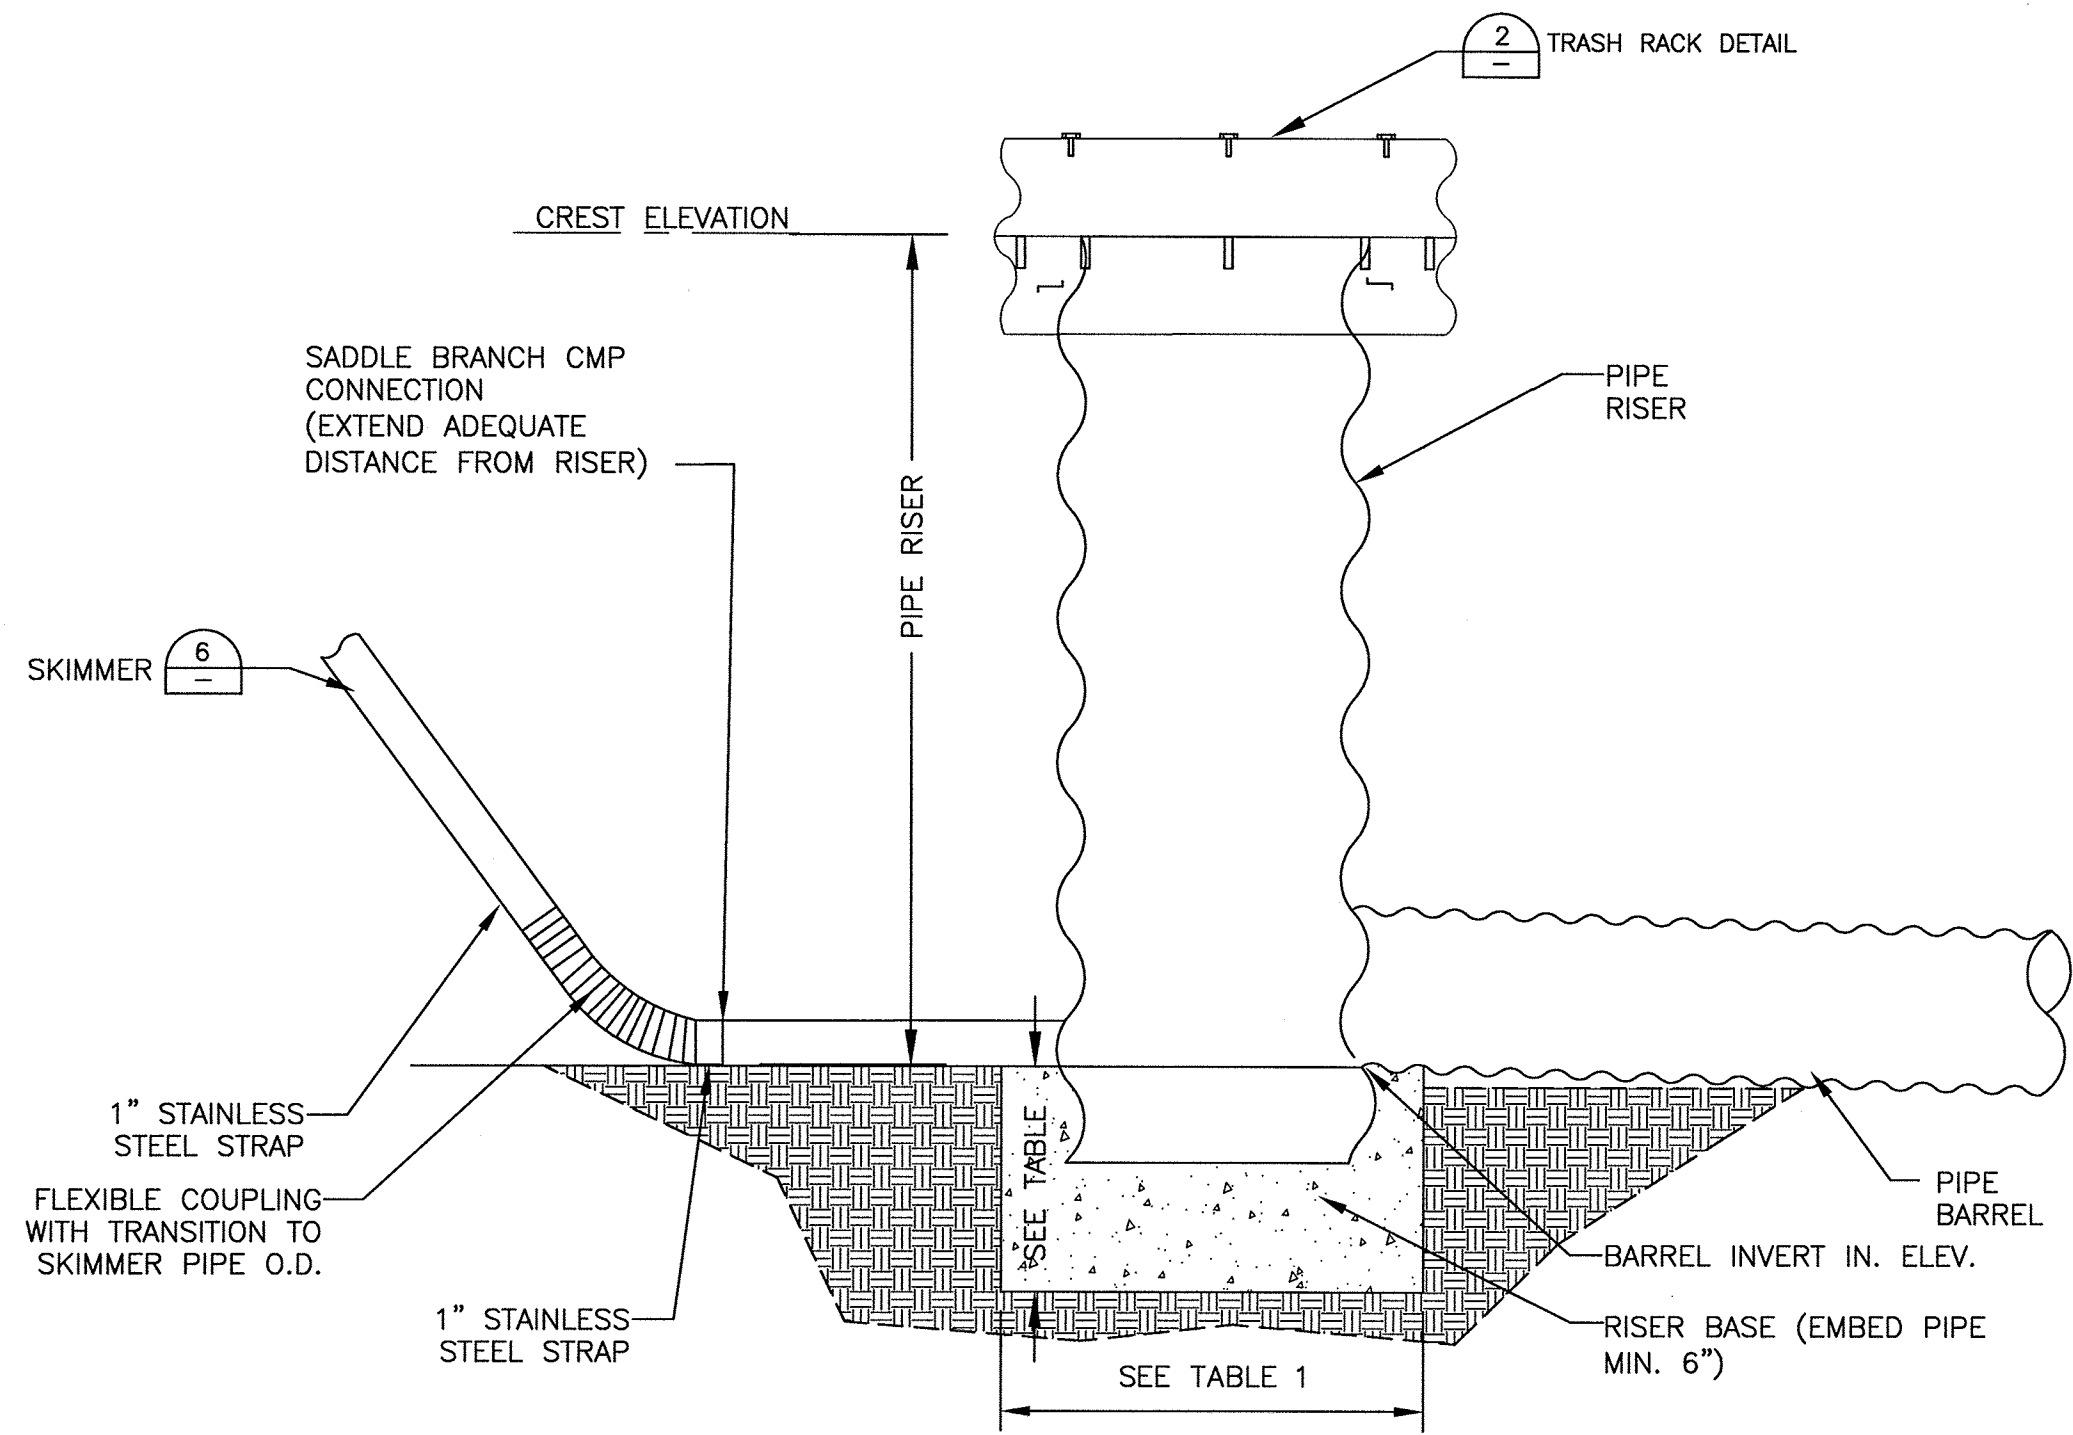 2
–
TRASH RACK DETAIL
CREST ELEVATION
SADDLE BRANCH CMP
CONNECTION
(EXTEND ADEQUATE
DISTANCE FROM RISER)
PIPE
RISER
PIPE RISER
SKIMMER
6
–
1" STAINLESS
STEEL STRAP
FLEXIBLE COUPLING
WITH TRANSITION TO
SKIMMER PIPE O.D.
1" STAINLESS
STEEL STRAP
SEE TABLE
SEE TABLE 1
PIPE
BARREL
BARREL INVERT IN. ELEV.
RISER BASE (EMBED PIPE
MIN. 6")